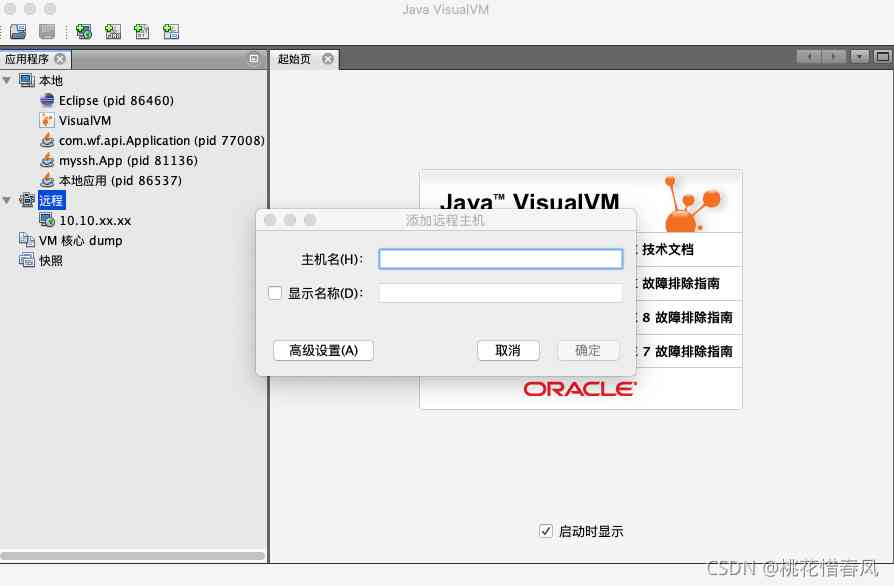 Java VisualVM
应用程序
起始页
本地
Eclipse (pid 86460)
VisualVM
com.wf.api.Application (pid 77008)
myssh.App (pid 81136)
本地应用 (pid 86537)
远程
10.10.xx.xx
VM 核心 dump
快照
Java™ VisualVM
添加远程主机
主机名(H):
显示名称(D):
高级设置(A)
取消
确定
技术文档
故障排除指南
8 故障排除指南
7 故障排除指南
ORACLE
启动时显示
CSDN @桃花惜春风